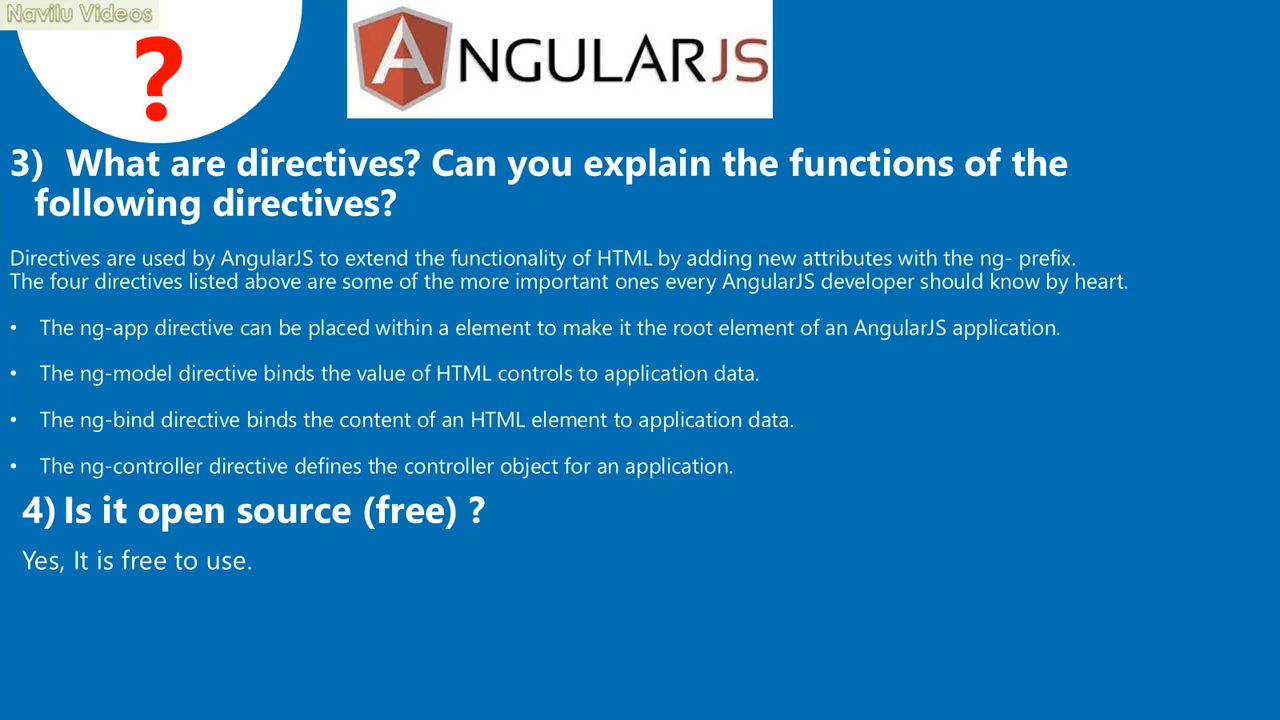 Navilu Videos
?
ANGULARJS
3) What are directives? Can you explain the functions of the
following directives?
Directives are used by AngularJS to extend the functionality of HTML by adding new attributes with the ng- prefix.
The four directives listed above are some of the more important ones every AngularJS developer should know by heart.
• The ng-app directive can be placed within a element to make it the root element of an AngularJS application.
• The ng-model directive binds the value of HTML controls to application data.
• The ng-bind directive binds the content of an HTML element to application data.
• The ng-controller directive defines the controller object for an application.
4) Is it open source (free) ?
Yes, It is free to use.